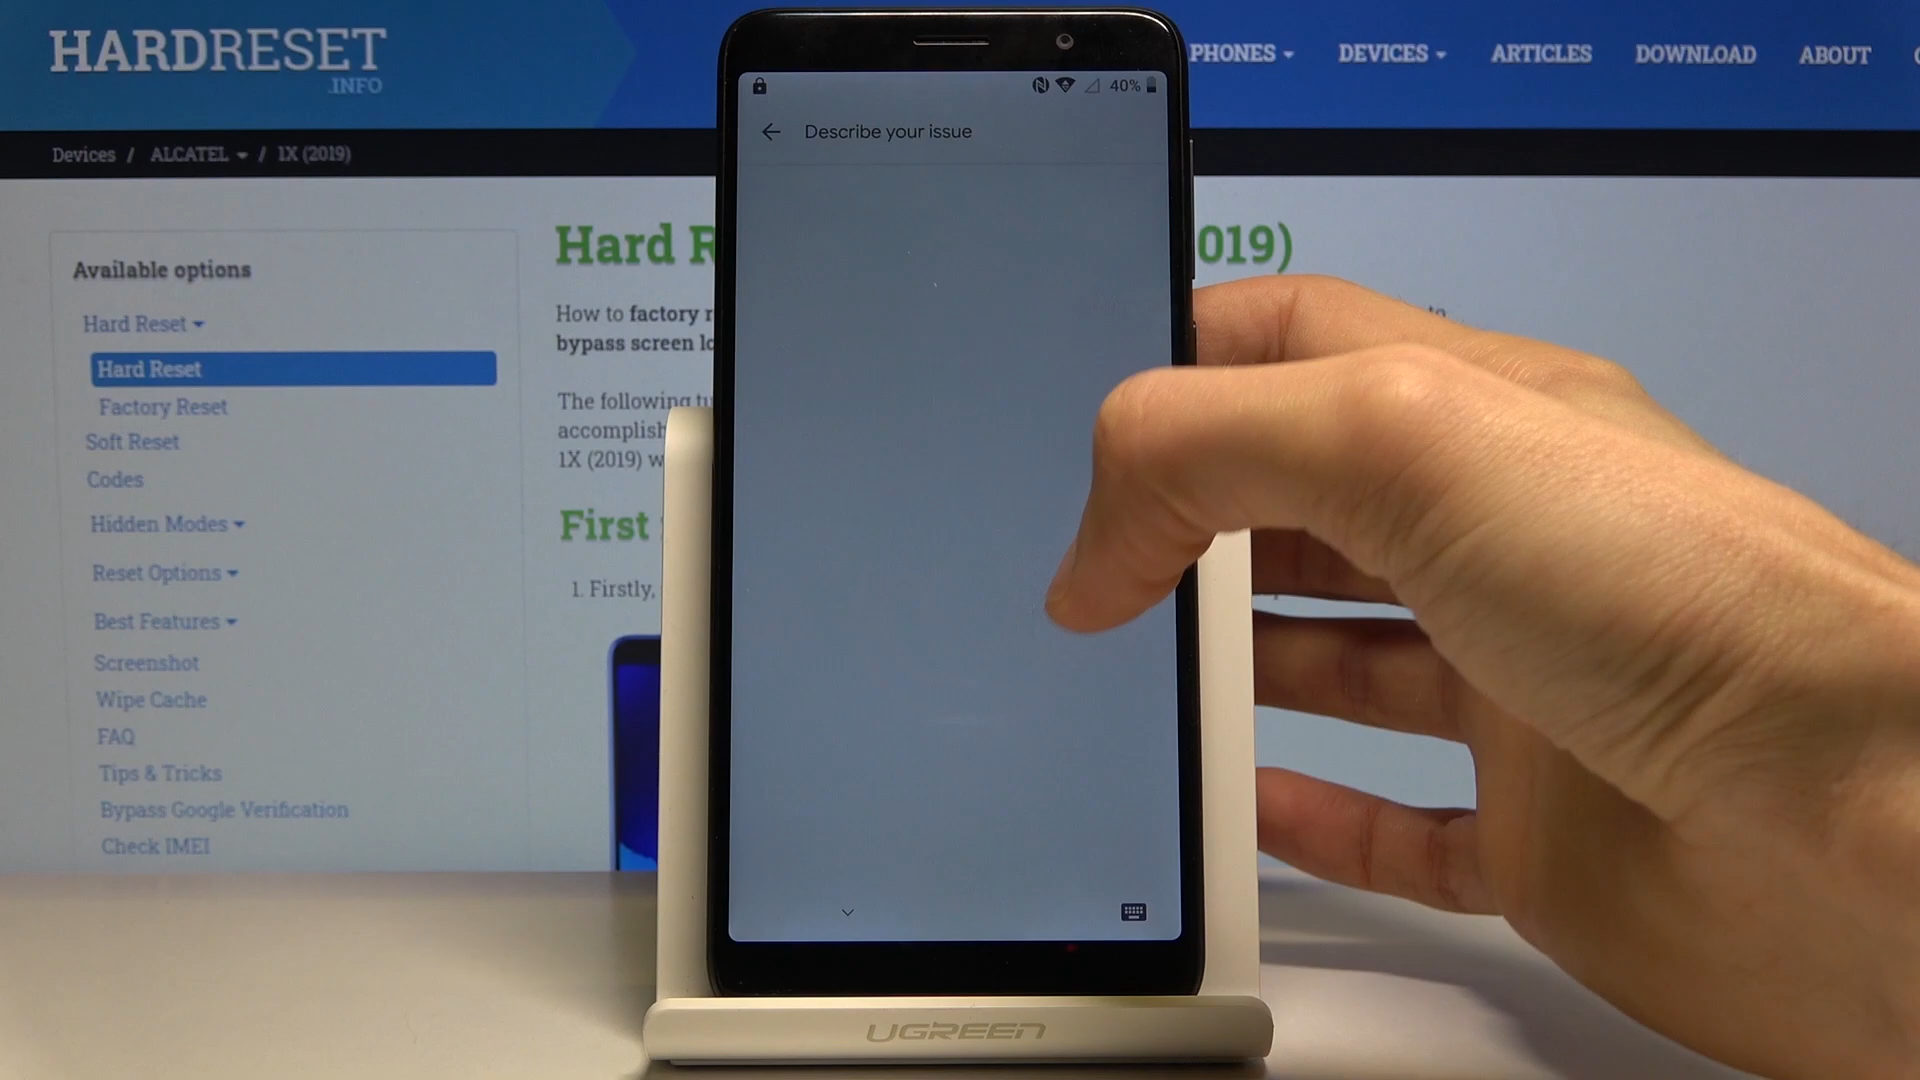 HARDRESET
.INFO
PHONES
DEVICES
ARTICLES
DOWNLOAD
ABOUT
Devices / ALCATEL / 1X (2019)
40%
Describe your issue
Available options
Hard Reset
Hard Reset
Factory Reset
Soft Reset
Codes
Hidden Modes
Reset Options
Best Features
Screenshot
Wipe Cache
FAQ
Tips & Tricks
Bypass Google Verification
Check IMEI
Hard 019)
How to factory
bypass screen
The following
1X (2019)
First
1. Firstly,
UGREEN